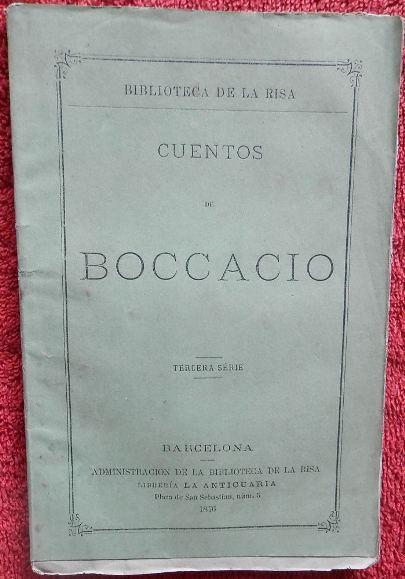 BIBLIOTECA DE LA RISA
CUENTOS
DE
BOCCACIO
TERCERA SÉRIE
BARCELONA
ADMINISTRACION DE LA BIBLIOTECA DE LA RISA
LIBRERÍA LA ANTICUARIA
Plaza de San Sebastian, núm. 5
1876